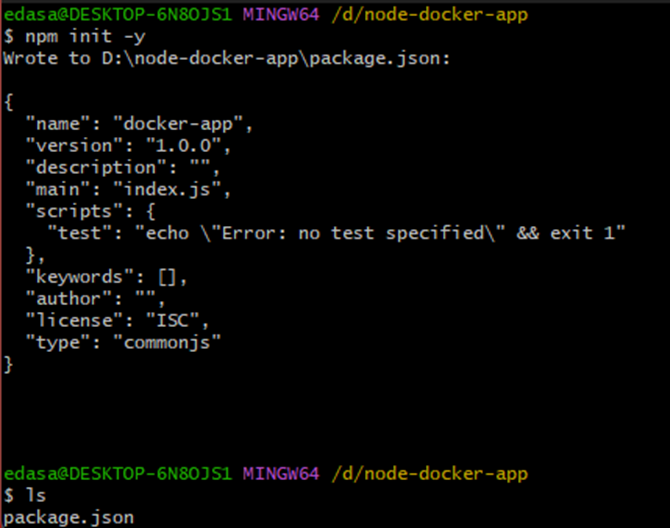 edasa@DESKTOP-6N8OJS1 MINGW64 /d/node-docker-app
$ npm init -y
Wrote to D:\node-docker-app\package.json:
{
  "name": "docker-app",
  "version": "1.0.0",
  "description": "",
  "main": "index.js",
  "scripts": {
    "test": "echo \"Error: no test specified\" && exit 1"
  },
  "keywords": [],
  "author": "",
  "license": "ISC",
  "type": "commonjs"
}
edasa@DESKTOP-6N8OJS1 MINGW64 /d/node-docker-app
$ ls
package.json